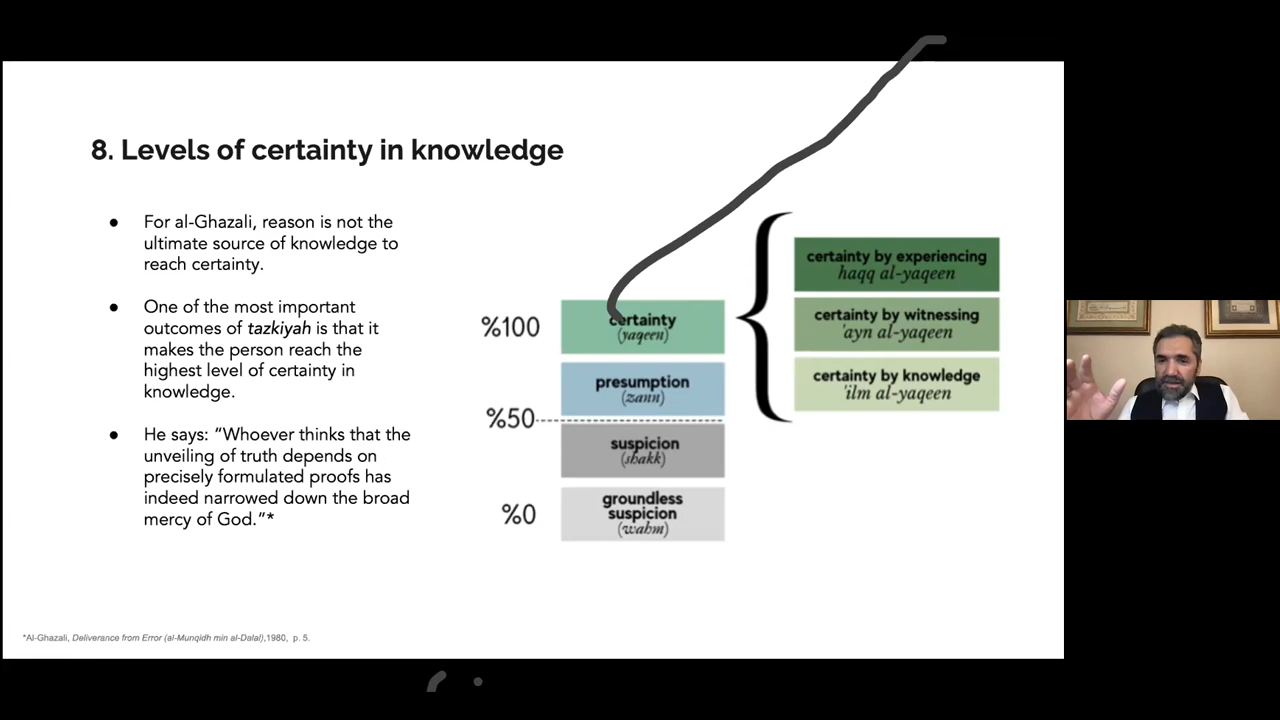 8. Levels of certainty in knowledge
● For al-Ghazali, reason is not the
ultimate source of knowledge to
reach certainty.
● One of the most important
outcomes of tazkiyah is that it
makes the person reach the
highest level of certainty in
knowledge.
● He says: “Whoever thinks that the
unveiling of truth depends on
precisely formulated proofs has
indeed narrowed down the broad
mercy of God.”*
%100
certainty
(yaqeen)
presumption
(zann)
%50
suspicion
(shakk)
%0
groundless
suspicion
(wahm)
certainty by experiencing
haqq al-yaqeen
certainty by witnessing
'ayn al-yaqeen
certainty by knowledge
'ilm al-yaqeen
*Al-Ghazali, Deliverance from Error (al-Munqidh min al-Dalal),1980, p. 5.